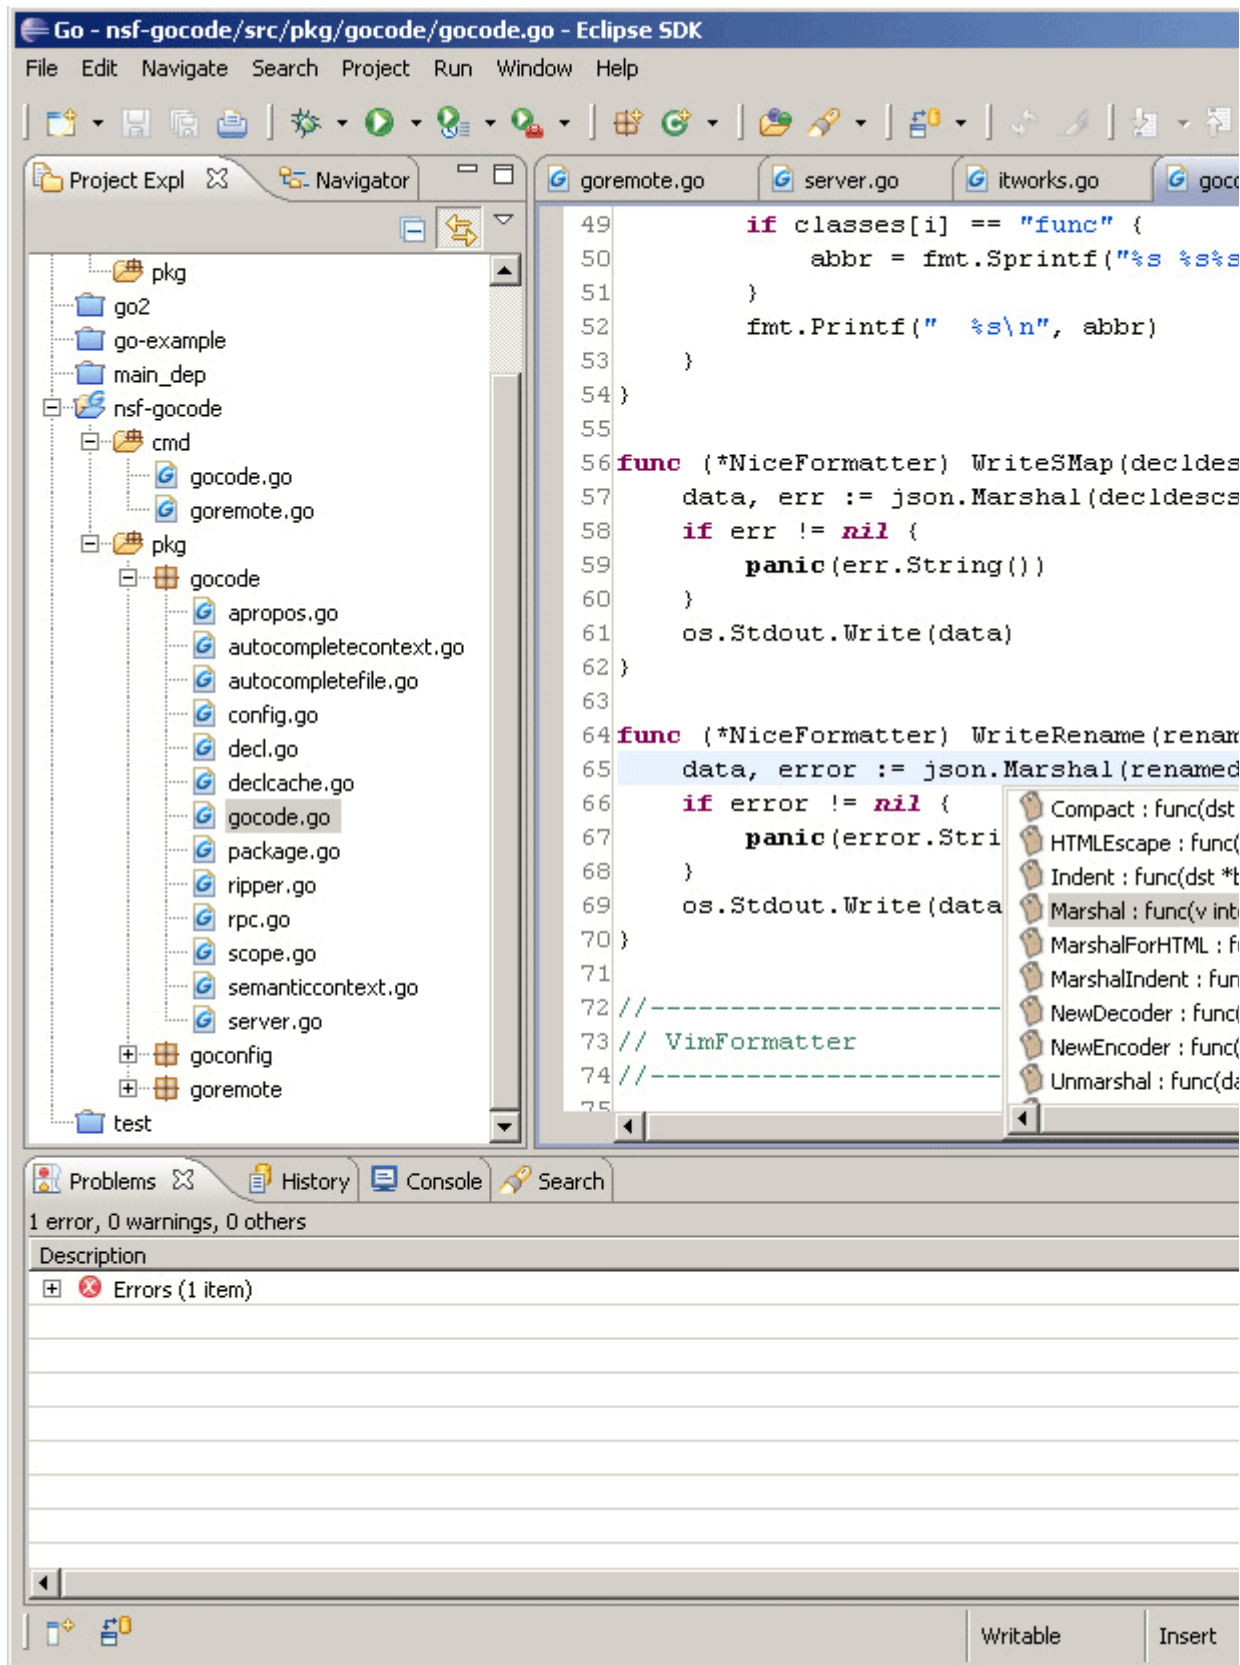 Go - nsf-gocode/src/pkg/gocode/gocode.go - Eclipse SDK
File Edit Navigate Search Project Run Window Help
Project Expl Navigator
goremote.go server.go itworks.go
pkg
go2
go-example
main_dep
nsf-gocode
cmd
gocode.go
goremote.go
pkg
gocode
apropos.go
autocompletecontext.go
autocompletefile.go
config.go
decl.go
declcache.go
gocode.go
package.go
ripper.go
rpc.go
scope.go
semanticcontext.go
server.go
goconfig
goremote
test
49 if classes[i] == "func" {
50 abbr = fmt.Sprintf("%s %s%s
51 }
52 fmt.Printf("  %s\n", abbr)
53 }
54 }
55
56 func (*NiceFormatter) WriteSMap(decldes
57 data, err := json.Marshal(decldescs
58 if err != nil {
59 panic(err.String())
60 }
61 os.Stdout.Write(data)
62 }
63
64 func (*NiceFormatter) WriteRename(renam
65 data, error := json.Marshal(renamed
66 if error != nil {
67 panic(error.Stri
68 }
69 os.Stdout.Write(data
70 }
71
72 //----------------------
73 // VimFormatter
74 //----------------------
75
Compact : func(dst
HTMLEscape : func(
Indent : func(dst *b
Marshal : func(v inte
MarshalForHTML : fu
MarshalIndent : fun
NewDecoder : func(
NewEncoder : func(
Unmarshal : func(da
Problems History Console Search
1 error, 0 warnings, 0 others
Description
Errors (1 item)
Writable Insert